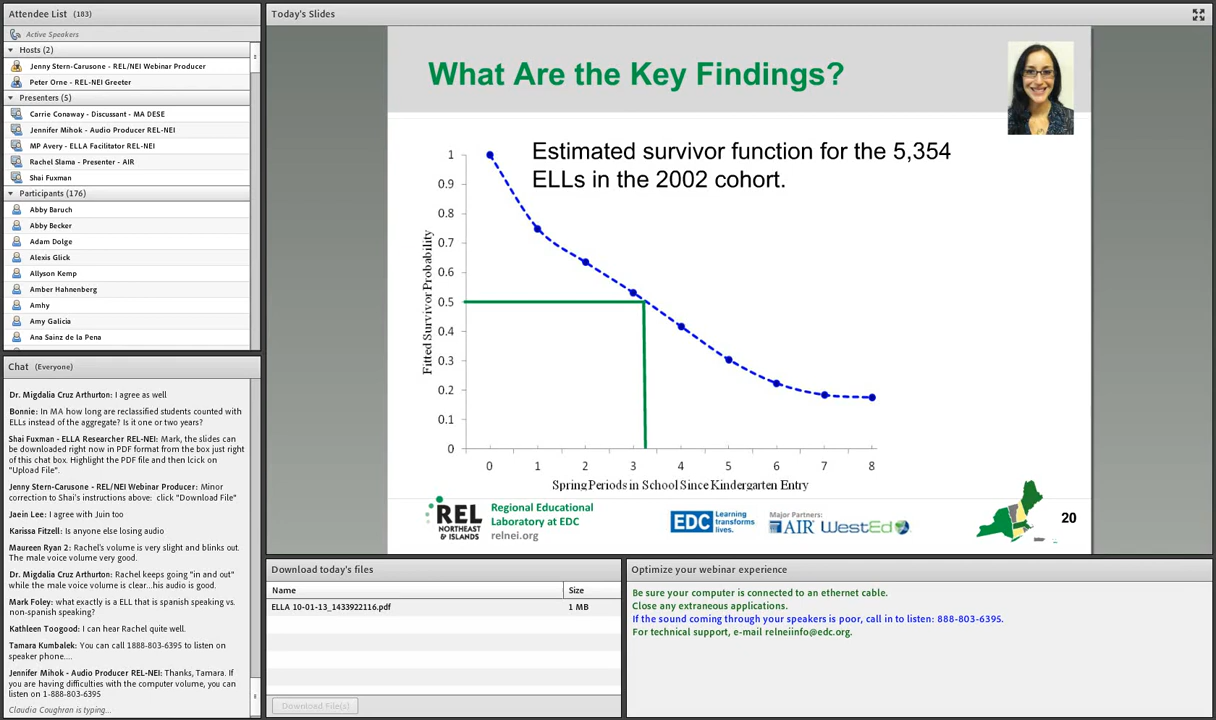 Attendee List (183)
Active Speakers
Hosts (2)
Jenny Stern-Carusone - REL/NEI Webinar Producer
Peter Orne - REL-NEI Greeter
Presenters (5)
Carrie Conaway - Discussant - MA DESE
Jennifer Mihok - Audio Producer REL-NEI
MP Avery - ELLA Facilitator REL-NEI
Rachel Slama - Presenter - AIR
Shai Fuxman
Participants (176)
Abby Baruch
Abby Becker
Adam Dolge
Alexis Glick
Allyson Kemp
Amber Hahnenberg
Amhy
Amy Galicia
Ana Sainz de la Pena
Chat (Everyone)
Dr. Migdalia Cruz Arthurton: I agree as well
Bonnie: In MA how long are reclassified students counted with
ELLs instead of the aggregate? Is it one or two years?
Shai Fuxman - ELLA Researcher REL-NEI: Mark, the slides can
be downloaded right now in PDF format from the box just right
of this chat box. Highlight the PDF file and then lcick on
"Upload File".
Jenny Stern-Carusone - REL/NEI Webinar Producer: Minor
correction to Shai's instructions above: click "Download File"
Jaein Lee: I agree with Juin too
Karissa Fitzell: Is anyone else losing audio
Maureen Ryan 2: Rachel's volume is very slight and blinks out.
The male voice volume very good.
Dr. Migdalia Cruz Arthurton: Rachel keeps going "in and out"
while the male voice volume is clear...his audio is good.
Mark Foley: what exactly is a ELL that is spanish speaking vs.
non-spanish speaking?
Kathleen Toogood: I can hear Rachel quite well.
Tamara Kumbalek: You can call 1888-803-6395 to listen on
speaker phone....
Jennifer Mihok - Audio Producer REL-NEI: Thanks, Tamara. If
you are having difficulties with the computer volume, you can
listen on 1-888-803-6395
Claudia Coughran is typing...
Today's Slides
What Are the Key Findings?
Estimated survivor function for the 5,354
ELLs in the 2002 cohort.
Fitted Survivor Probability
1
0.9
0.8
0.7
0.6
0.5
0.4
0.3
0.2
0.1
0
0 1 2 3 4 5 6 7 8
Spring Periods in School Since Kindergarten Entry
REL
NORTHEAST
& ISLANDS
Regional Educational
Laboratory at EDC
relnei.org
EDC Learning
transforms
lives.
Major Partners:
AIR WestEd
20
Download today's files
Name Size
ELLA 10-01-13_1433922116.pdf 1 MB
Download File(s)
Optimize your webinar experience
Be sure your computer is connected to an ethernet cable.
Close any extraneous applications.
If the sound coming through your speakers is poor, call in to listen: 888-803-6395.
For technical support, e-mail relneiinfo@edc.org.